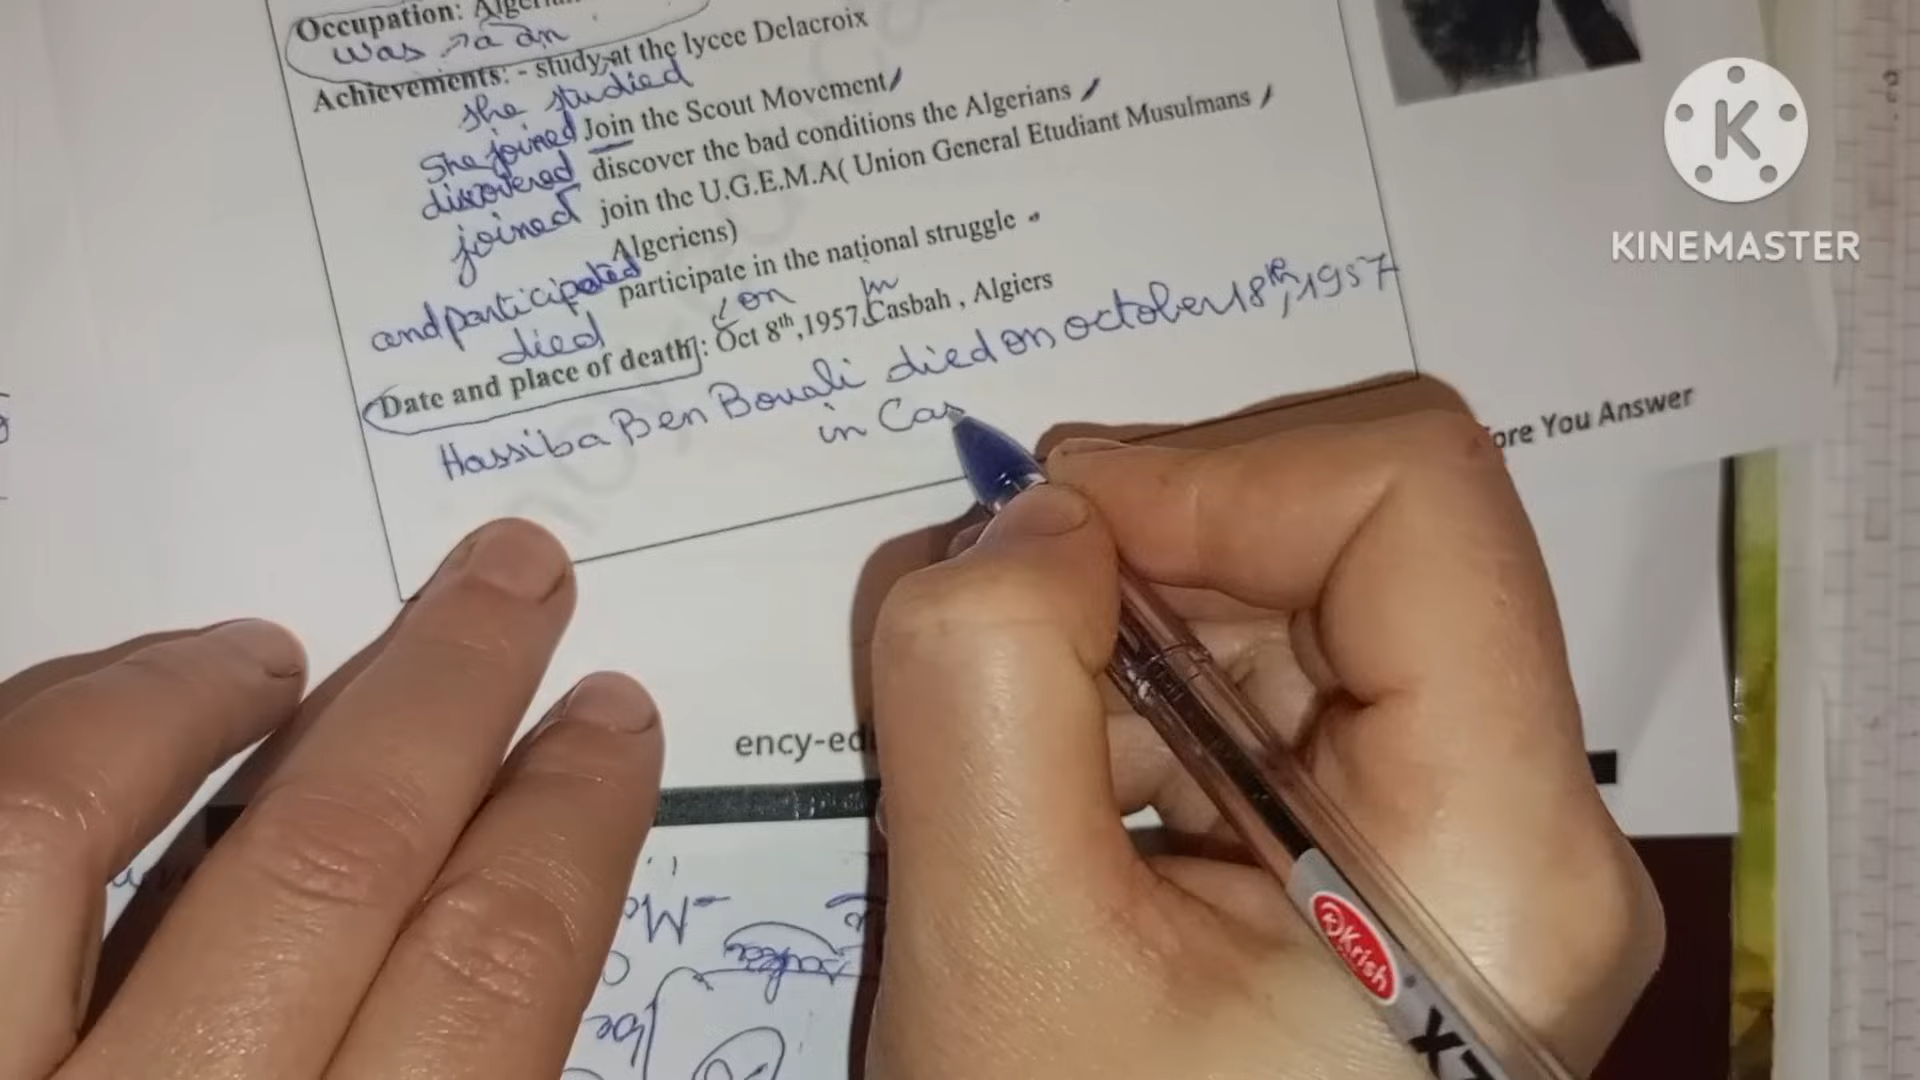 Occupation: Alger
was → a an
Achievements: - study at the lycee Delacroix
she studied
she joined Join the Scout Movement
discovered discover the bad conditions the Algerians
joined join the U.G.E.M.A( Union General Etudiant Musulmans
Algeriens)
and participated participate in the national struggle
died on in
Date and place of death: Oct 8th, 1957, Casbah , Algiers
Hassiba Ben Bouali died on october 18th, 1957
in Cas
ore You Answer
ency-ed
K
KINEMASTER
Krish